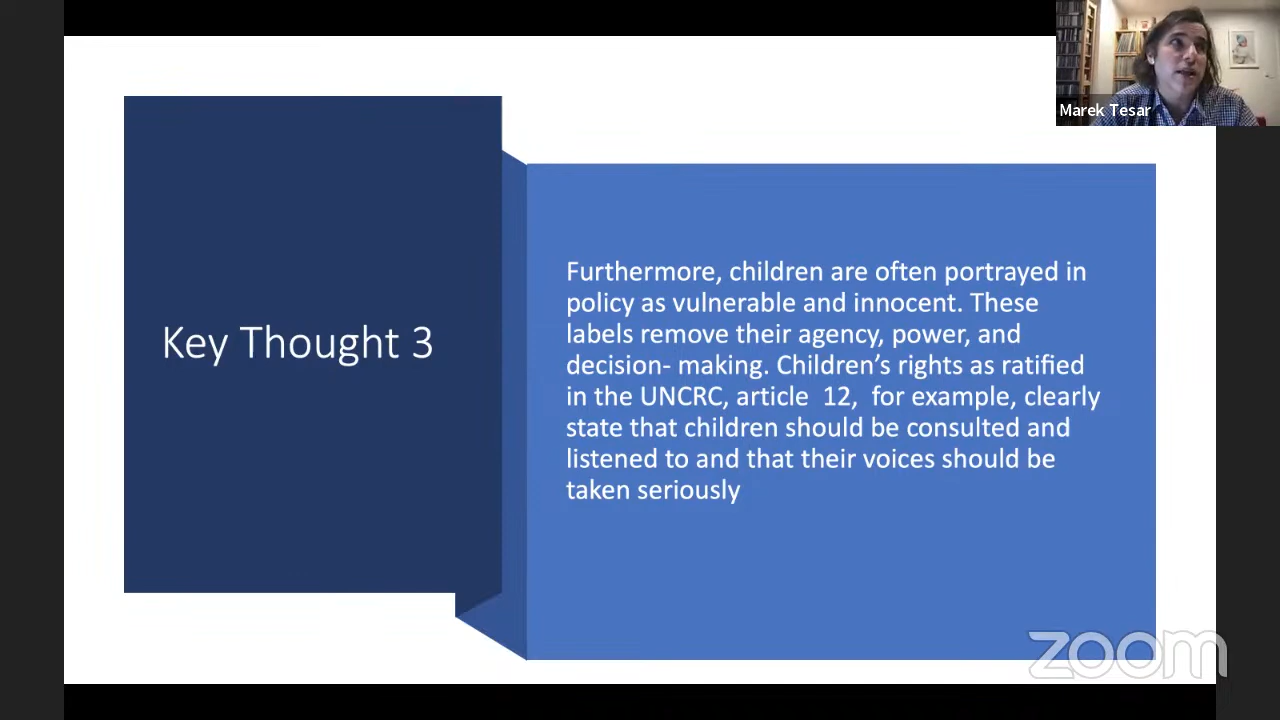 Marek Tesar
Key Thought 3
Furthermore, children are often portrayed in
policy as vulnerable and innocent. These
labels remove their agency, power, and
decision- making. Children’s rights as ratified
in the UNCRC, article  12,  for example, clearly
state that children should be consulted and
listened to and that their voices should be
taken seriously
zoom